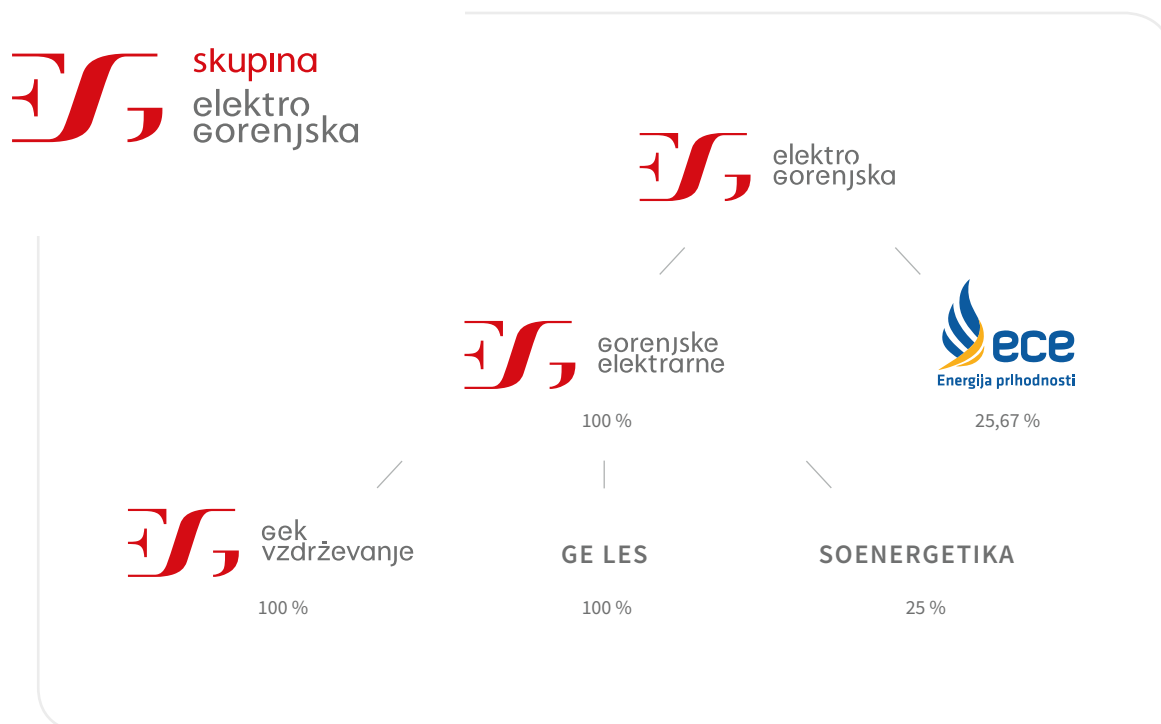 skupina
elektro
gorenjska
elektro
gorenjska
gorenjske
elektrarne
100 %
ece
Energija prihodnosti
25,67 %
gek
vzdrževanje
100 %
GE LES
100 %
SOENERGETIKA
25 %